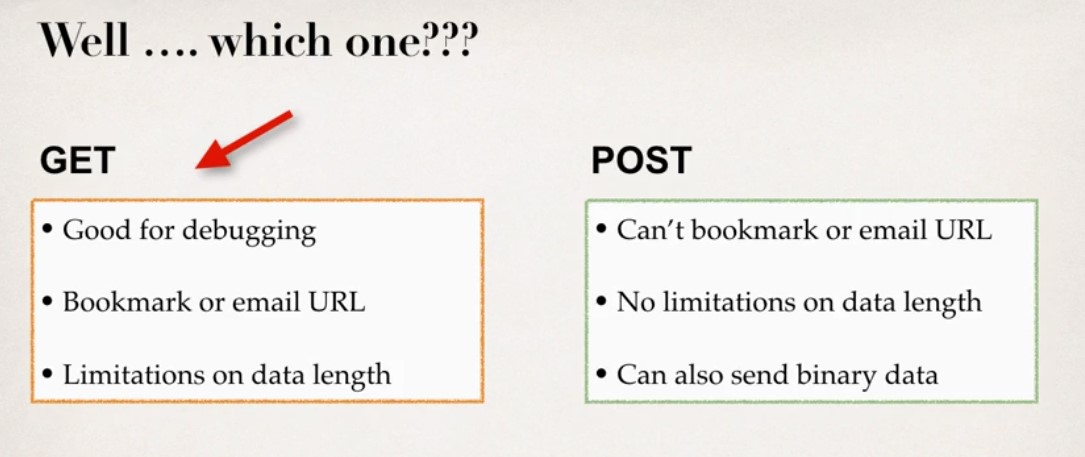 Well .... which one???
GET
• Good for debugging
• Bookmark or email URL
• Limitations on data length
POST
• Can’t bookmark or email URL
• No limitations on data length
• Can also send binary data